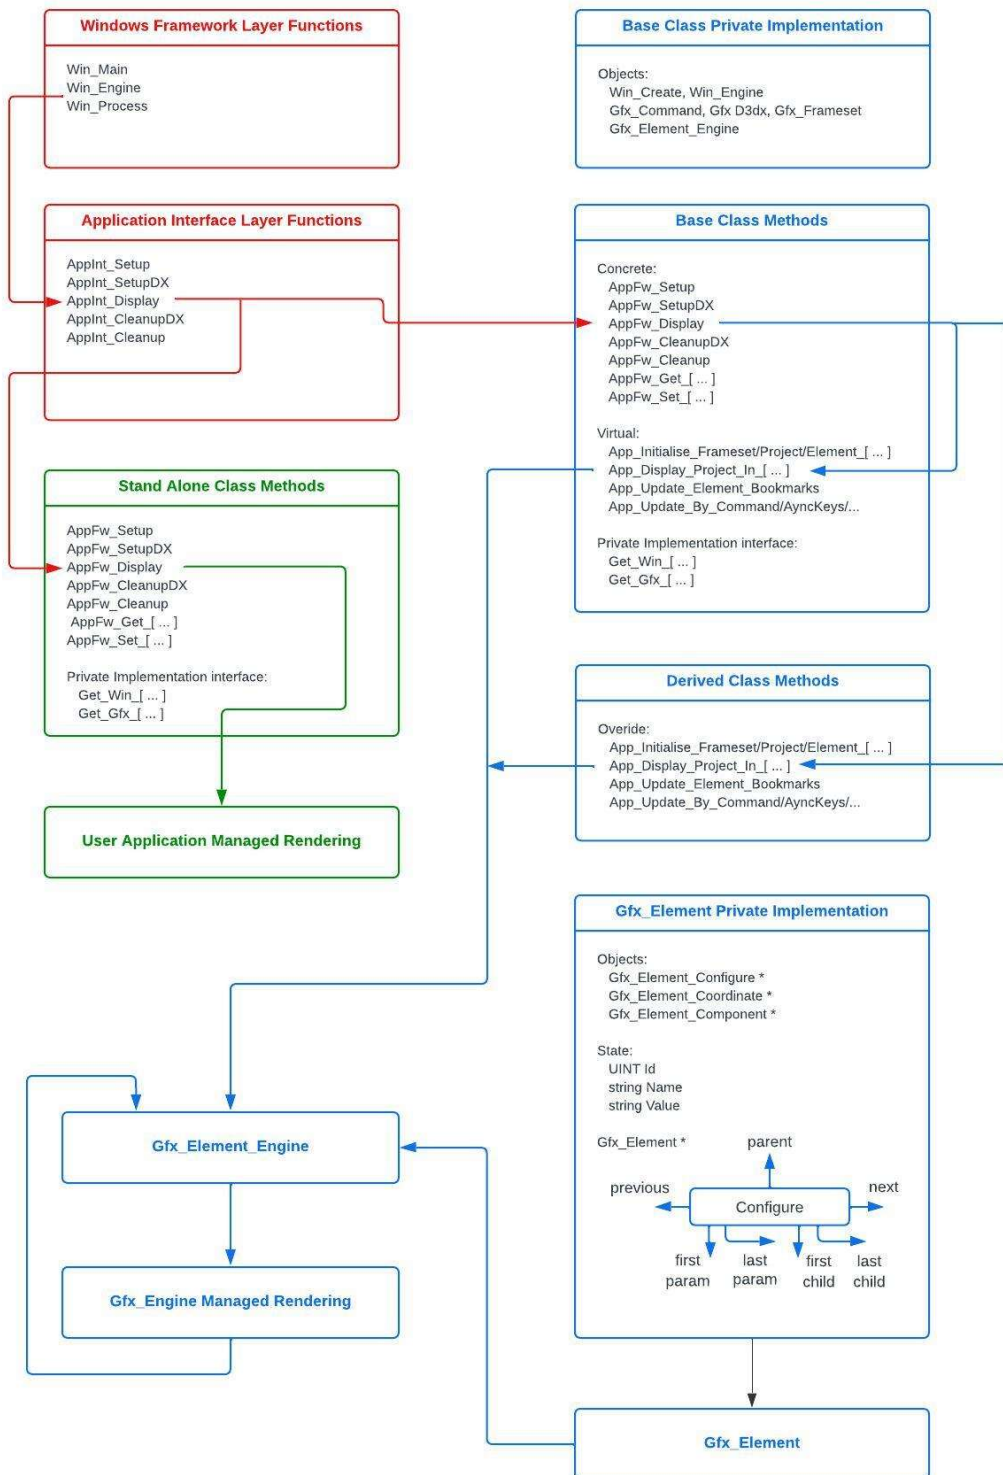 Windows Framework Layer Functions
Win_Main
Win_Engine
Win_Process
Base Class Private Implementation
Objects:
Win_Create, Win_Engine
Gfx_Command, Gfx D3dx, Gfx_Frameset
Gfx_Element_Engine
Application Interface Layer Functions
AppInt_Setup
AppInt_SetupDX
AppInt_Display
AppInt_CleanupDX
AppInt_Cleanup
Base Class Methods
Concrete:
AppFw_Setup
AppFw_SetupDX
AppFw_Display
AppFw_CleanupDX
AppFw_Cleanup
AppFw_Get_[ ... ]
AppFw_Set_[ ... ]
Virtual:
App_Initialise_Frameset/Project/Element_[ ... ]
App_Display_Project_In_[ ... ]
App_Update_Element_Bookmarks
App_Update_By_Command/AyncKeys/...
Private Implementation interface:
Get_Win_[ ... ]
Get_Gfx_[ ... ]
Stand Alone Class Methods
AppFw_Setup
AppFw_SetupDX
AppFw_Display
AppFw_CleanupDX
AppFw_Cleanup
AppFw_Get_[ ... ]
AppFw_Set_[ ... ]
Private Implementation interface:
Get_Win_[ ... ]
Get_Gfx_[ ... ]
Derived Class Methods
Overide:
App_Initialise_Frameset/Project/Element_[ ... ]
App_Display_Project_In_[ ... ]
App_Update_Element_Bookmarks
App_Update_By_Command/AyncKeys/...
User Application Managed Rendering
Gfx_Element Private Implementation
Objects:
Gfx_Element_Configure *
Gfx_Element_Coordinate *
Gfx_Element_Component *
State:
UINT Id
string Name
string Value
Gfx_Element *
parent
previous
Configure
next
first
param
last
param
first
child
last
child
Gfx_Element_Engine
Gfx_Engine Managed Rendering
Gfx_Element